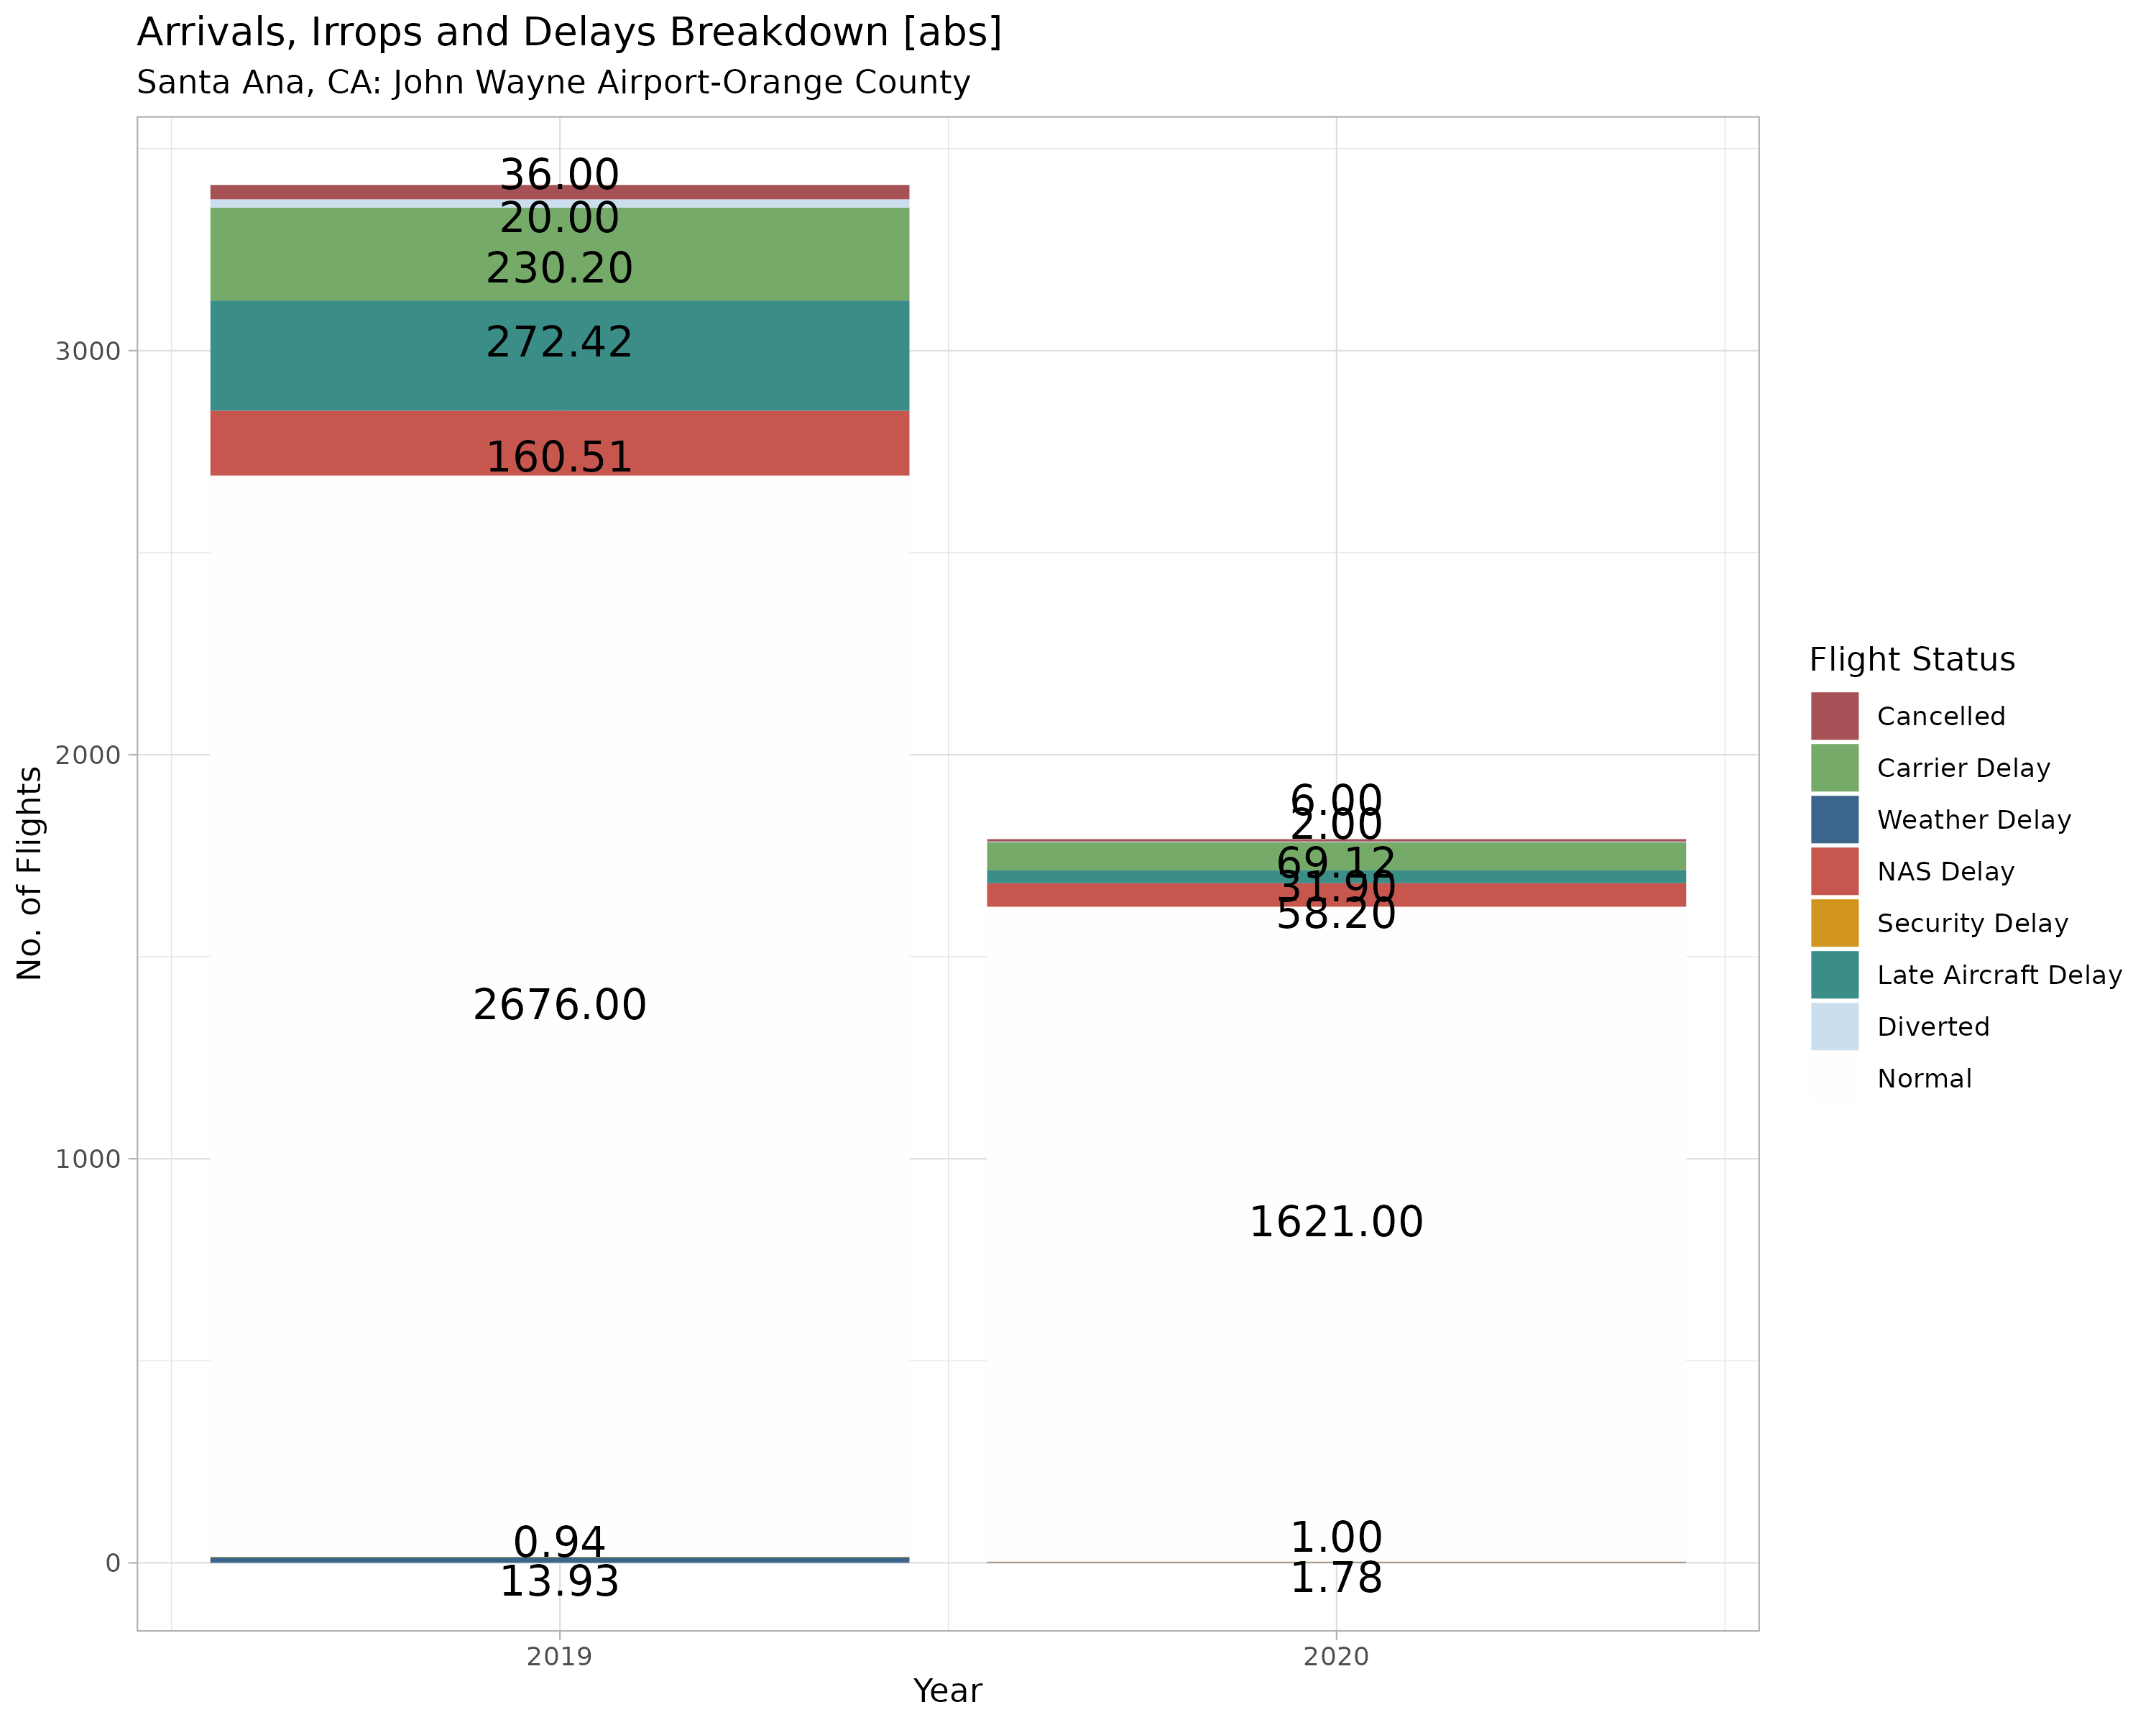 Arrivals, Irrops and Delays Breakdown [abs]
Santa Ana, CA: John Wayne Airport-Orange County
No. of Flights
3000
2000
1000
0
36.00
20.00
230.20
272.42
160.51
2676.00
0.94
13.93
6.00
2.00
69.12
31.90
58.20
1621.00
1.00
1.78
2019
2020
Year
Flight Status
Cancelled
Carrier Delay
Weather Delay
NAS Delay
Security Delay
Late Aircraft Delay
Diverted
Normal